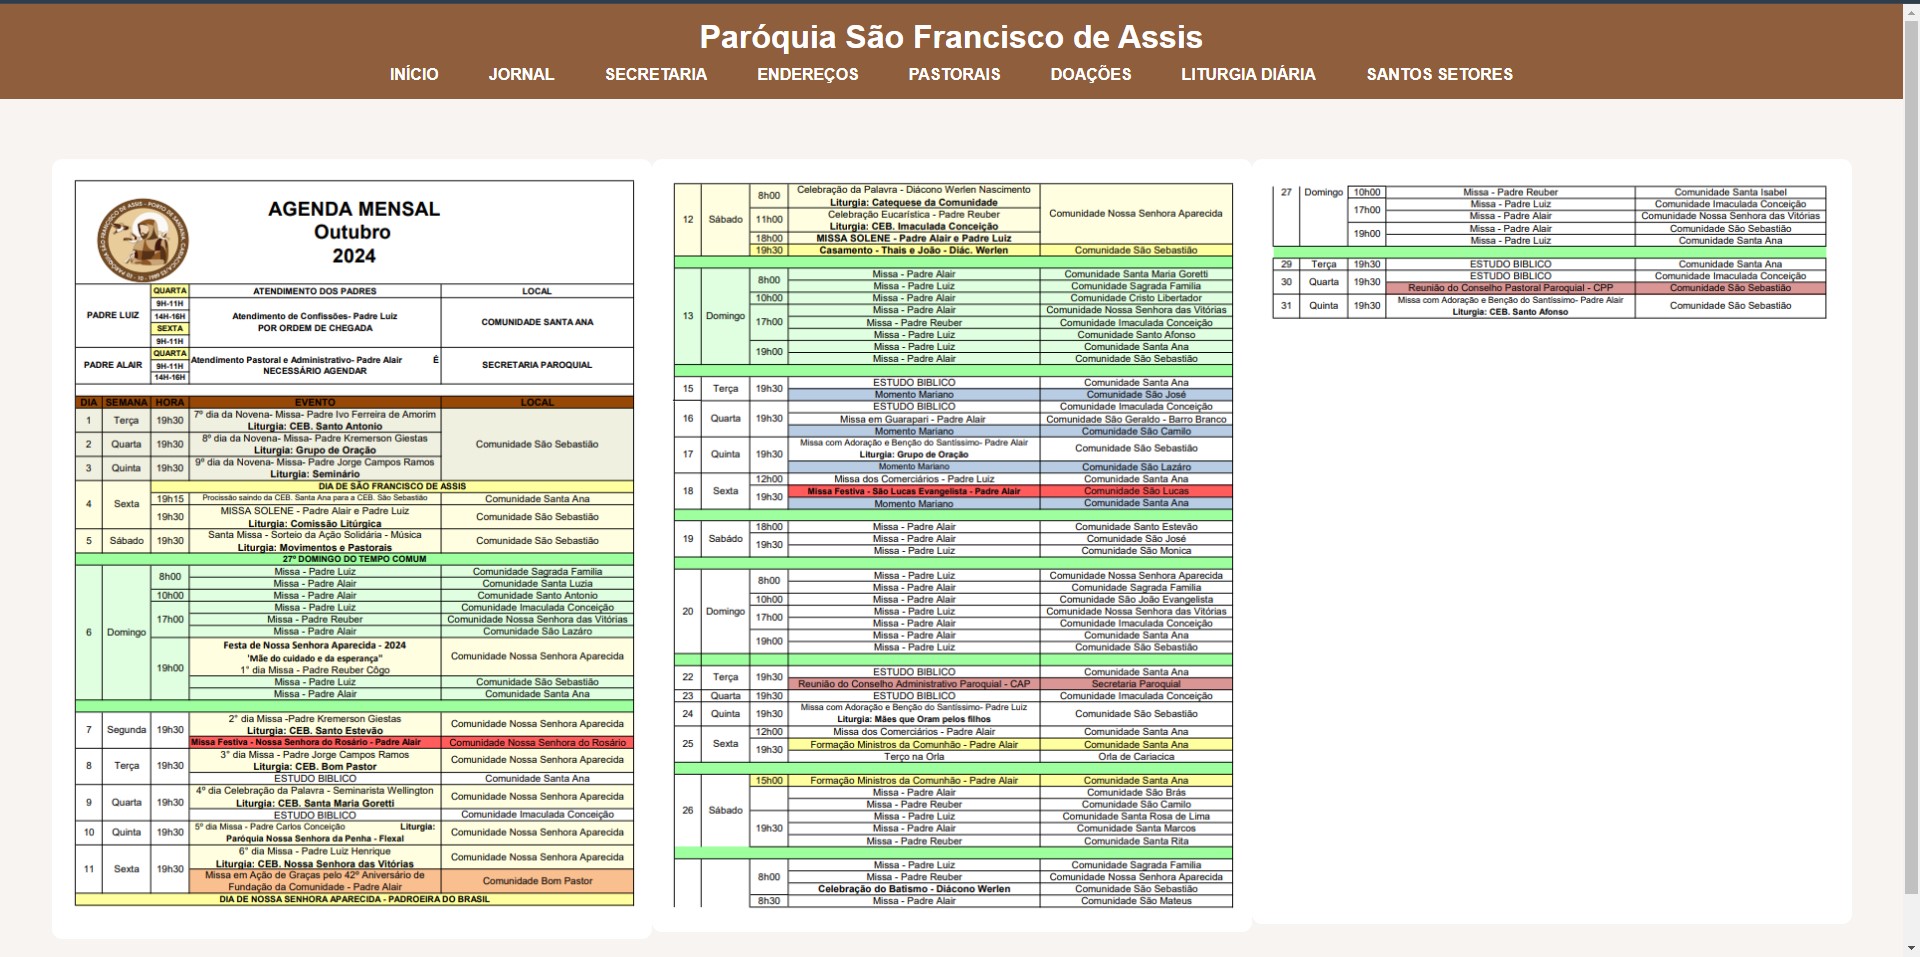 Paróquia São Francisco de Assis
INÍCIO JORNAL SECRETARIA ENDEREÇOS PASTORAIS DOAÇÕES LITURGIA DIÁRIA SANTOS SETORES
AGENDA MENSAL
Outubro
2024
PADRE LUIZ
QUARTA ATENDIMENTO DOS PADRES LOCAL
9H-11H
14H-16H Atendimento de Confissões- Padre Luiz
SEXTA POR ORDEM DE CHEGADA COMUNIDADE SANTA ANA
9H-11H
PADRE ALAIR
QUARTA Atendimento Pastoral e Administrativo- Padre Alair É
9H-11H NECESSÁRIO AGENDAR SECRETARIA PAROQUIAL
14H-16H
DIA SEMANA HORA EVENTO LOCAL
1 Terça 19h30 7º dia da Novena- Missa- Padre Ivo Ferreira de Amorim
Liturgia: CEB. Santo Antonio
2 Quarta 19h30 8º dia da Novena- Missa- Padre Kremerson Giestas Comunidade São Sebastião
Liturgia: Grupo de Oração
3 Quinta 19h30 9º dia da Novena- Missa- Padre Jorge Campos Ramos
Liturgia: Seminário
4 Sexta DIA DE SÃO FRANCISCO DE ASSIS
19h15 Procissão saindo da CEB. Santa Ana para a CEB. São Sebastião Comunidade Santa Ana
19h30 MISSA SOLENE - Padre Alair e Padre Luiz Comunidade São Sebastião
Liturgia: Comissão Litúrgica
5 Sábado 19h30 Santa Missa - Sorteio da Ação Solidária - Música Comunidade São Sebastião
Liturgia: Movimentos e Pastorais
27º DOMINGO DO TEMPO COMUM
6 Domingo 8h00 Missa - Padre Luiz Comunidade Sagrada Familia
Missa - Padre Alair Comunidade Santa Luzia
10h00 Missa - Padre Alair Comunidade Santo Antonio
17h00 Missa - Padre Luiz Comunidade Imaculada Conceição
Missa - Padre Reuber Comunidade Nossa Senhora das Vitórias
Missa - Padre Alair Comunidade São Lazáro
19h00 Festa de Nossa Senhora Aparecida - 2024
'Mãe do cuidado e da esperança" Comunidade Nossa Senhora Aparecida
1° dia Missa - Padre Reuber Côgo
Missa - Padre Luiz Comunidade São Sebastião
Missa - Padre Alair Comunidade Santa Ana
7 Segunda 19h30 2° dia Missa -Padre Kremerson Giestas Comunidade Nossa Senhora Aparecida
Liturgia: CEB. Santo Estevão
Missa Festiva - Nossa Senhora do Rosário - Padre Alair Comunidade Nossa Senhora do Rosário
8 Terça 19h30 3° dia Missa - Padre Jorge Campos Ramos Comunidade Nossa Senhora Aparecida
Liturgia: CEB. Bom Pastor
ESTUDO BIBLICO Comunidade Santa Ana
9 Quarta 19h30 4º dia Celebração da Palavra - Seminarista Wellington Comunidade Nossa Senhora Aparecida
Liturgia: CEB. Santa Maria Goretti
ESTUDO BIBLICO Comunidade Imaculada Conceição
10 Quinta 19h30 5º dia Missa - Padre Carlos Conceição Liturgia: Comunidade Nossa Senhora Aparecida
Paróquia Nossa Senhora da Penha - Flexal
11 Sexta 19h30 6° dia Missa - Padre Luiz Henrique Comunidade Nossa Senhora Aparecida
Liturgia: CEB. Nossa Senhora das Vitórias
Missa em Ação de Graças pelo 42º Aniversário de Comunidade Bom Pastor
Fundação da Comunidade - Padre Alair
DIA DE NOSSA SENHORA APARECIDA - PADROEIRA DO BRASIL
12 Sábado 8h00 Celebração da Palavra - Diácono Werlen Nascimento
Liturgia: Catequese da Comunidade
11h00 Celebração Eucarística - Padre Reuber Comunidade Nossa Senhora Aparecida
Liturgia: CEB. Imaculada Conceição
18h00 MISSA SOLENE - Padre Alair e Padre Luiz
19h30 Casamento - Thais e João - Diác. Werlen Comunidade São Sebastião
13 Domingo 8h00 Missa - Padre Alair Comunidade Santa Maria Goretti
Missa - Padre Luiz Comunidade Sagrada Familia
10h00 Missa - Padre Alair Comunidade Cristo Libertador
17h00 Missa - Padre Alair Comunidade Nossa Senhora das Vitórias
Missa - Padre Reuber Comunidade Imaculada Conceição
Missa - Padre Luiz Comunidade Santo Afonso
19h00 Missa - Padre Luiz Comunidade Santa Ana
Missa - Padre Alair Comunidade São Sebastião
15 Terça 19h30 ESTUDO BIBLICO Comunidade Santa Ana
Momento Mariano Comunidade São José
16 Quarta 19h30 ESTUDO BIBLICO Comunidade Imaculada Conceição
Missa em Guarapari - Padre Alair Comunidade São Geraldo - Barro Branco
Momento Mariano Comunidade São Camilo
17 Quinta 19h30 Missa com Adoração e Benção do Santíssimo- Padre Alair Comunidade São Sebastião
Liturgia: Grupo de Oração
Momento Mariano Comunidade São Lazáro
18 Sexta 12h00 Missa dos Comerciários - Padre Luiz Comunidade Santa Ana
19h30 Missa Festiva - São Lucas Evangelista - Padre Alair Comunidade São Lucas
Momento Mariano Comunidade Santa Ana
19 Sabádo 18h00 Missa - Padre Alair Comunidade Santo Estevão
19h30 Missa - Padre Alair Comunidade São José
Missa - Padre Luiz Comunidade São Monica
20 Domingo 8h00 Missa - Padre Luiz Comunidade Nossa Senhora Aparecida
Missa - Padre Alair Comunidade Sagrada Familia
10h00 Missa - Padre Alair Comunidade São João Evangelista
17h00 Missa - Padre Luiz Comunidade Nossa Senhora das Vitórias
Missa - Padre Alair Comunidade Imaculada Conceição
19h00 Missa - Padre Alair Comunidade Santa Ana
Missa - Padre Luiz Comunidade São Sebastião
22 Terça 19h30 ESTUDO BIBLICO Comunidade Santa Ana
Reunião do Conselho Administrativo Paroquial - CAP Secretaria Paroquial
23 Quarta 19h30 ESTUDO BIBLICO Comunidade Imaculada Conceição
24 Quinta 19h30 Missa com Adoração e Benção do Santíssimo- Padre Luiz Comunidade São Sebastião
Liturgia: Mães que Oram pelos filhos
25 Sexta 12h00 Missa dos Comerciários - Padre Alair Comunidade Santa Ana
19h30 Formação Ministros da Comunhão - Padre Alair Comunidade Santa Ana
Terço na Orla Orla de Cariacica
26 Sábado 15h00 Formação Ministros da Comunhão - Padre Alair Comunidade Santa Ana
19h30 Missa - Padre Alair Comunidade São Brás
Missa - Padre Reuber Comunidade São Camilo
Missa - Padre Luiz Comunidade Santa Rosa de Lima
Missa - Padre Alair Comunidade Santa Marcos
Missa - Padre Reuber Comunidade Santa Rita
8h00 Missa - Padre Luiz Comunidade Sagrada Familia
Missa - Padre Reuber Comunidade Nossa Senhora Aparecida
Celebração do Batismo - Diácono Werlen Comunidade São Sebastião
8h30 Missa - Padre Alair Comunidade São Mateus
27 Domingo 10h00 Missa - Padre Reuber Comunidade Santa Isabel
17h00 Missa - Padre Luiz Comunidade Imaculada Conceição
Missa - Padre Alair Comunidade Nossa Senhora das Vitórias
19h00 Missa - Padre Alair Comunidade São Sebastião
Missa - Padre Luiz Comunidade Santa Ana
29 Terça 19h30 ESTUDO BIBLICO Comunidade Santa Ana
30 Quarta 19h30 ESTUDO BIBLICO Comunidade Imaculada Conceição
Reunião do Conselho Pastoral Paroquial - CPP Comunidade São Sebastião
31 Quinta 19h30 Missa com Adoração e Benção do Santíssimo- Padre Alair Comunidade São Sebastião
Liturgia: CEB. Santo Afonso